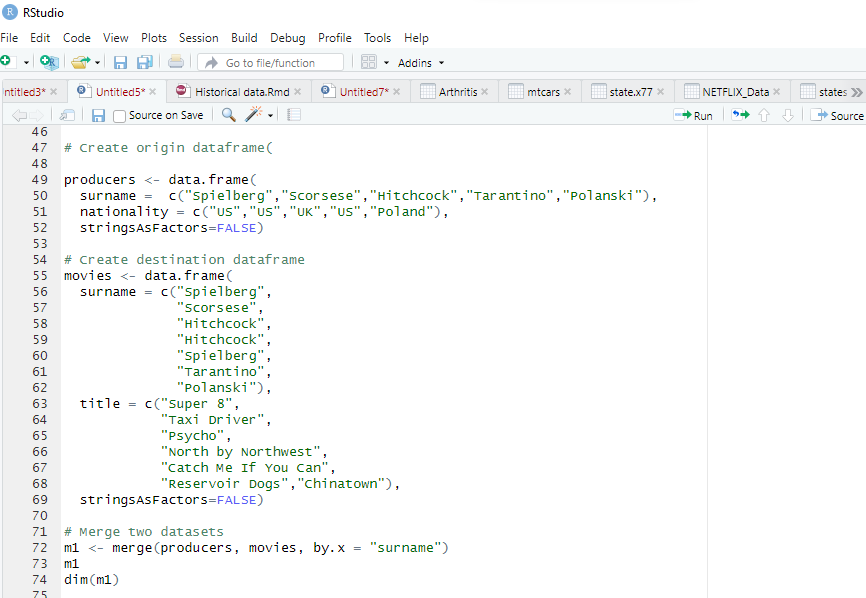 RStudio
File Edit Code View Plots Session Build Debug Profile Tools Help
Go to file/function Addins
ntitled3* Untitled5* Historical data.Rmd Untitled7* Arthritis mtcars state.x77 NETFLIX_Data states
Source on Save Run Source
46
47 # Create origin dataframe(
48
49 producers <- data.frame(
50 surname =  c("Spielberg","Scorsese","Hitchcock","Tarantino","Polanski"),
51 nationality = c("US","US","UK","US","Poland"),
52 stringsAsFactors=FALSE)
53
54 # Create destination dataframe
55 movies <- data.frame(
56 surname = c("Spielberg",
57 "Scorsese",
58 "Hitchcock",
59 "Hitchcock",
60 "Spielberg",
61 "Tarantino",
62 "Polanski"),
63 title = c("Super 8",
64 "Taxi Driver",
65 "Psycho",
66 "North by Northwest",
67 "Catch Me If You Can",
68 "Reservoir Dogs","Chinatown"),
69 stringsAsFactors=FALSE)
70
71 # Merge two datasets
72 m1 <- merge(producers, movies, by.x = "surname")
73 m1
74 dim(m1)
75